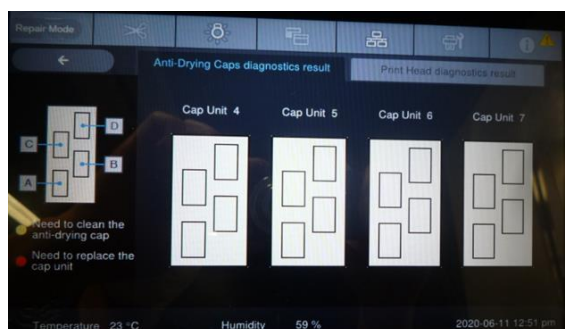 Repair Mode
Anti-Drying Caps diagnostics result
Print Head diagnostics result
Cap Unit 4
Cap Unit 5
Cap Unit 6
Cap Unit 7
D
C
B
A
Need to clean the
anti-drying cap
Need to replace the
cap unit
Temperature 23 °C
Humidity 59 %
2020-06-11 12:51 pm